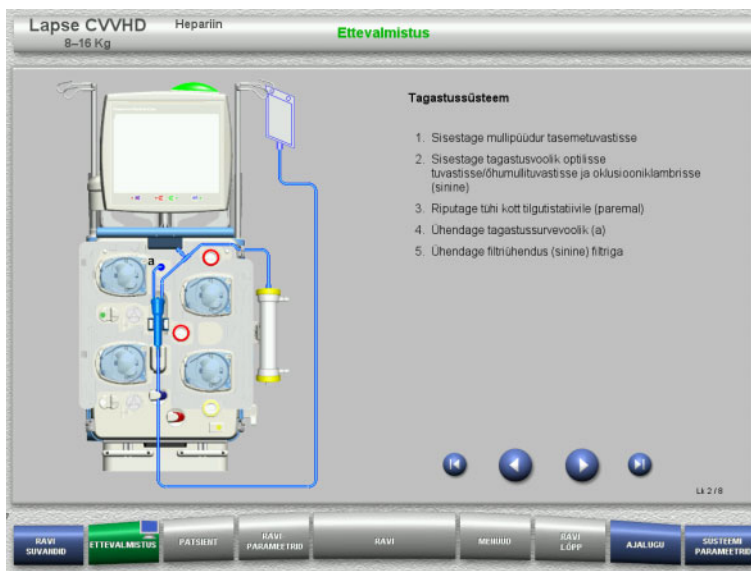 Lapse CVVHD
Hepariin
8–16 Kg
Ettevalmistus
Tagastussüsteem
1. Sisestage mullipüüdur tasemetuvastisse
2. Sisestage tagastusvoolik optilisse
tuvastisse/õhumullituvastisse ja oklusiooniklambrisse
(sinine)
3. Riputage tühi kott tilgutistatiivile (paremal)
4. Ühendage tagastussurvevoolik (a)
5. Ühendage filtriühendus (sinine) filtriga
a
Lk 2 / 8
RAVI
SUVANDID
ETTEVALMISTUS
PATSIENT
RAVI
PARAMEETRID
RAVI
MENUUD
RAVI
LÕPP
AJALUGU
SUSTEEMI
PARAMEETRID